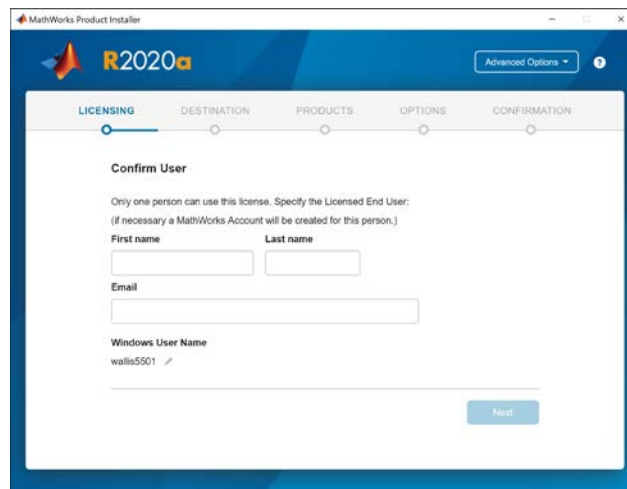 MathWorks Product Installer
R2020a
Advanced Options
?
LICENSING DESTINATION PRODUCTS OPTIONS CONFIRMATION
Confirm User
Only one person can use this license. Specify the Licensed End User:
(if necessary a MathWorks Account will be created for this person.)
First name Last name
Email
Windows User Name
wallis5501
Next